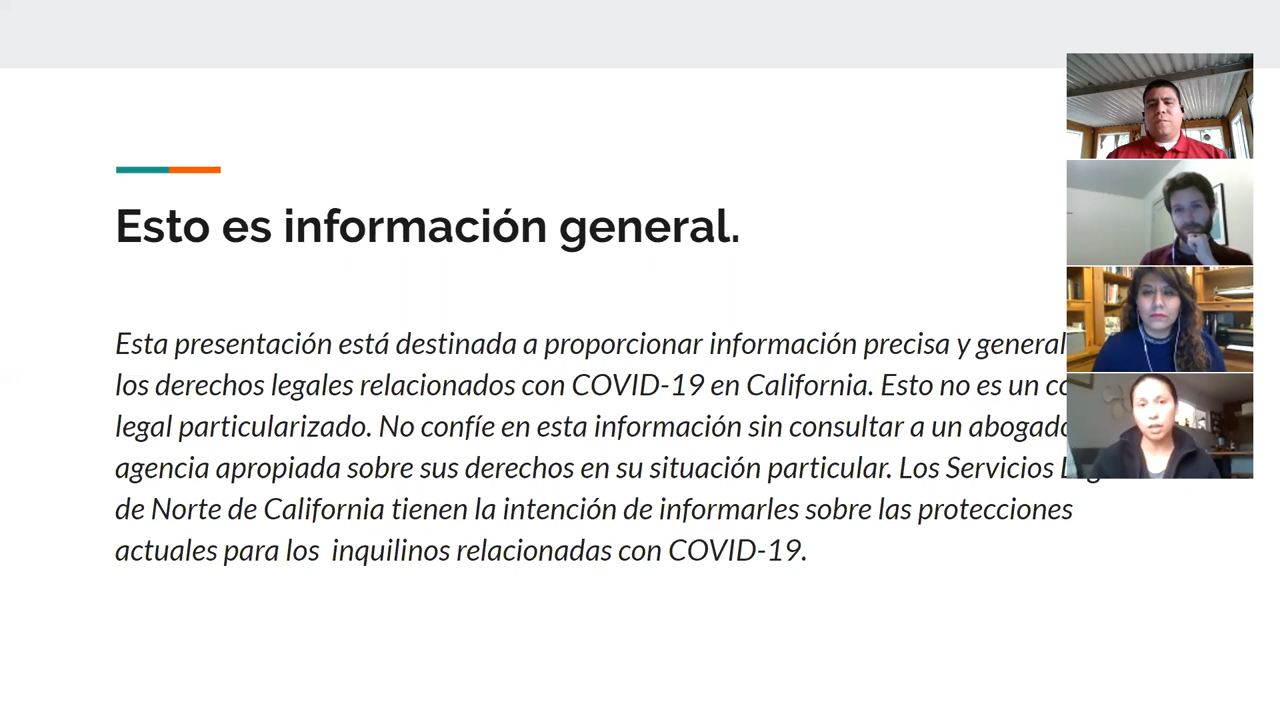 Esto es información general.
Esta presentación está destinada a proporcionar información precisa y general
los derechos legales relacionados con COVID-19 en California. Esto no es un
legal particularizado. No confíe en esta información sin consultar a un abogado
agencia apropiada sobre sus derechos en su situación particular. Los Servicios
de Norte de California tienen la intención de informarles sobre las protecciones
actuales para los inquilinos relacionadas con COVID-19.